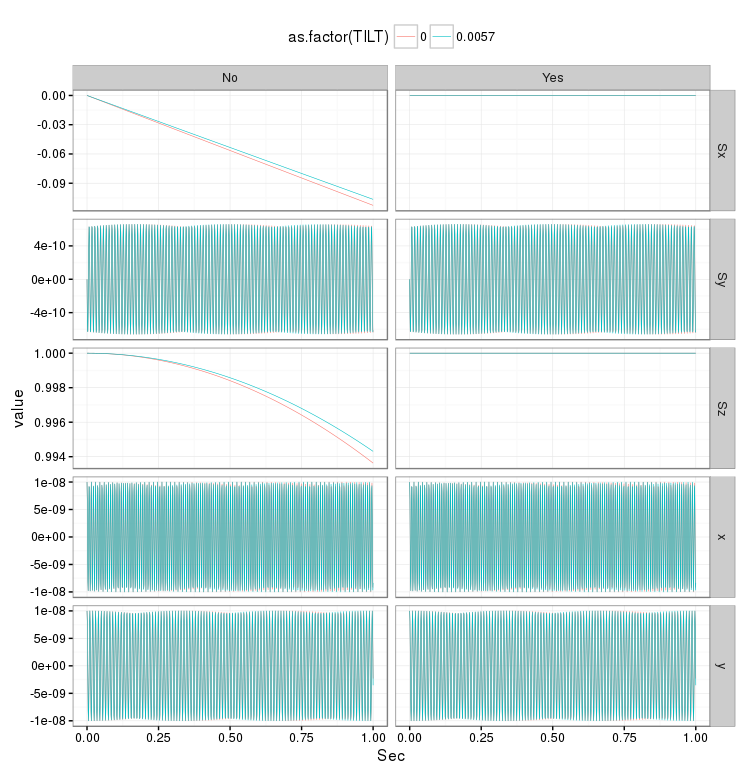 as.factor(TILT) 0 0.0057
No Yes
0.00
-0.03
-0.06
-0.09
Sx
4e-10
0e+00
-4e-10
Sy
1.000
0.998
0.996
0.994
Sz
value
1e-08
5e-09
0e+00
-5e-09
-1e-08
x
1e-08
5e-09
0e+00
-5e-09
-1e-08
y
0.00 0.25 0.50 0.75 1.00 0.00 0.25 0.50 0.75 1.00
Sec